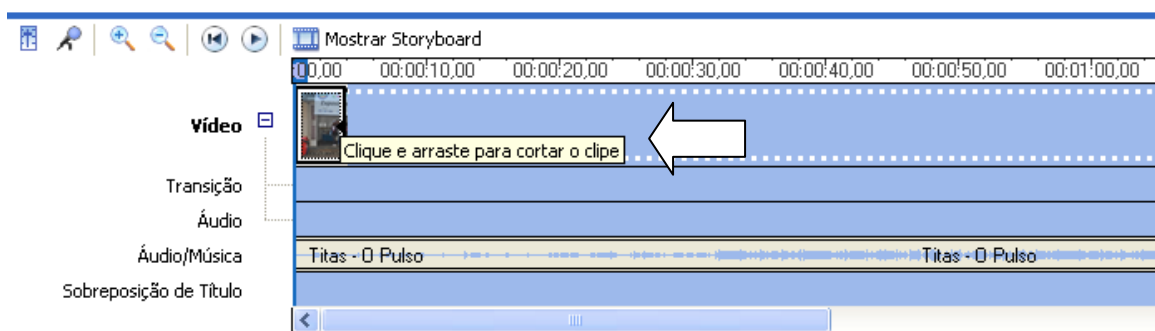 Mostrar Storyboard
0,00 00:00:10,00 00:00:20,00 00:00:30,00 00:00:40,00 00:00:50,00 00:01:00,00
Vídeo
Clique e arraste para cortar o clipe
Transição
Áudio
Áudio/Música Titas - O Pulso Titas - O Pulso
Sobreposição de Título